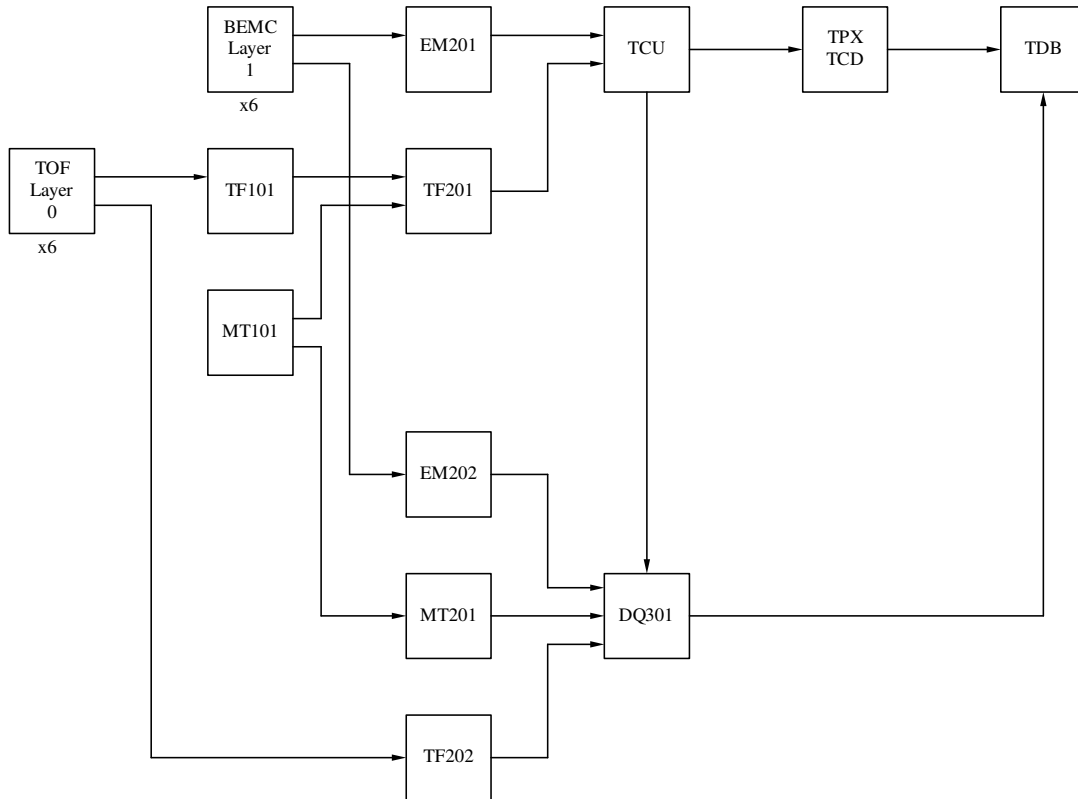 BEMC
Layer
1
x6
EM201
TCU
TPX
TCD
TDB
TOF
Layer
0
x6
TF101
TF201
MT101
EM202
MT201
DQ301
TF202